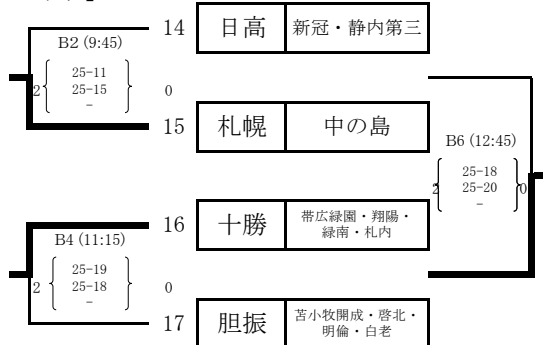 14 日高 新冠・静内第三
B2 (9:45)
25-11
2 25-15 0
-
15 札幌 中の島
B6 (12:45)
25-18
2 25-20 0
-
16 十勝 帯広緑園・翔陽・
緑南・札内
B4 (11:15)
25-19
2 25-18 0
-
17 胆振 苫小牧開成・啓北・
明倫・白老